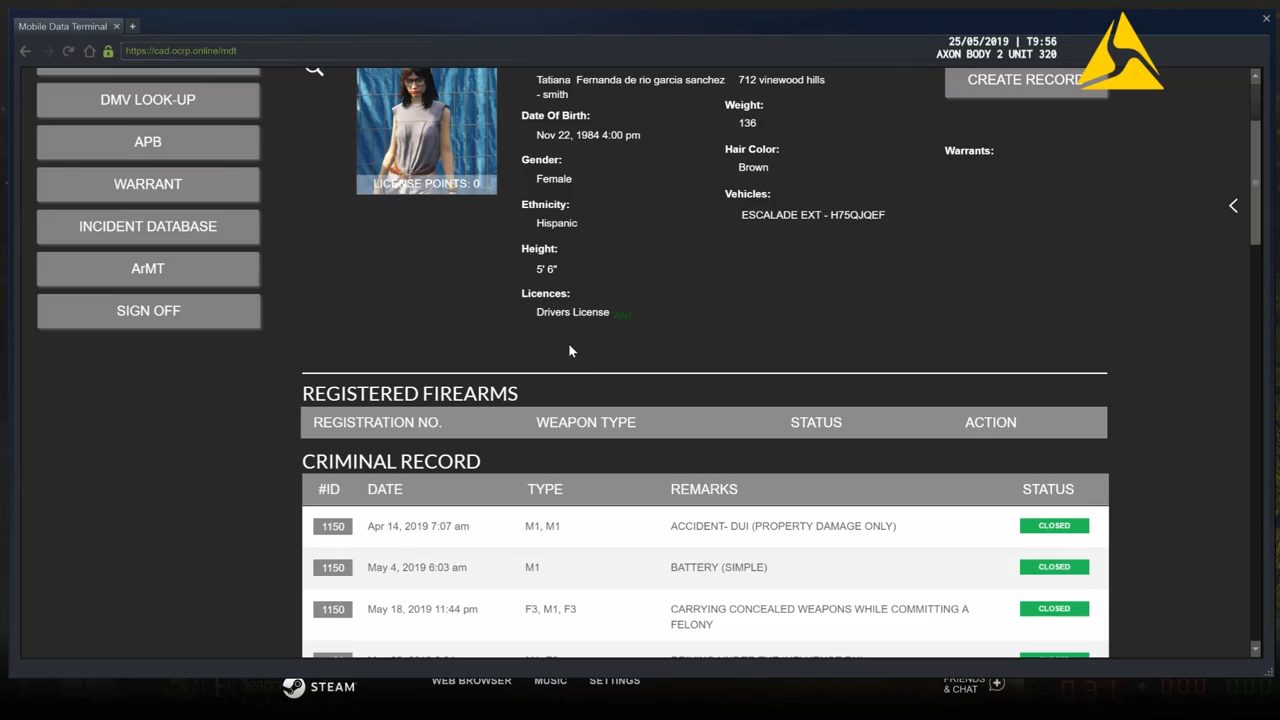 Mobile Data Terminal
25/05/2019 | T9:56
https://cad.ocrp.online/mdt
AXON BODY 2 UNIT 320
DMV LOOK-UP
APB
WARRANT
INCIDENT DATABASE
ArMT
SIGN OFF
LICENSE POINTS: 0
Tatiana Fernanda de rio garcia sanchez
- smith
Date Of Birth:
Nov 22, 1984 4:00 pm
Gender:
Female
Ethnicity:
Hispanic
Height:
5' 6"
Licences:
Drivers License Valid
712 vinewood hills
Weight:
136
Hair Color:
Brown
Vehicles:
ESCALADE EXT - H75QJQEF
CREATE RECORD
Warrants:
REGISTERED FIREARMS
REGISTRATION NO. WEAPON TYPE STATUS ACTION
CRIMINAL RECORD
#ID DATE TYPE REMARKS STATUS
1150 Apr 14, 2019 7:07 am M1, M1 ACCIDENT- DUI (PROPERTY DAMAGE ONLY) CLOSED
1150 May 4, 2019 6:03 am M1 BATTERY (SIMPLE) CLOSED
1150 May 18, 2019 11:44 pm F3, M1, F3 CARRYING CONCEALED WEAPONS WHILE COMMITTING A CLOSED
FELONY
STEAM
WEB BROWSER MUSIC SETTINGS
FRIENDS
& CHAT